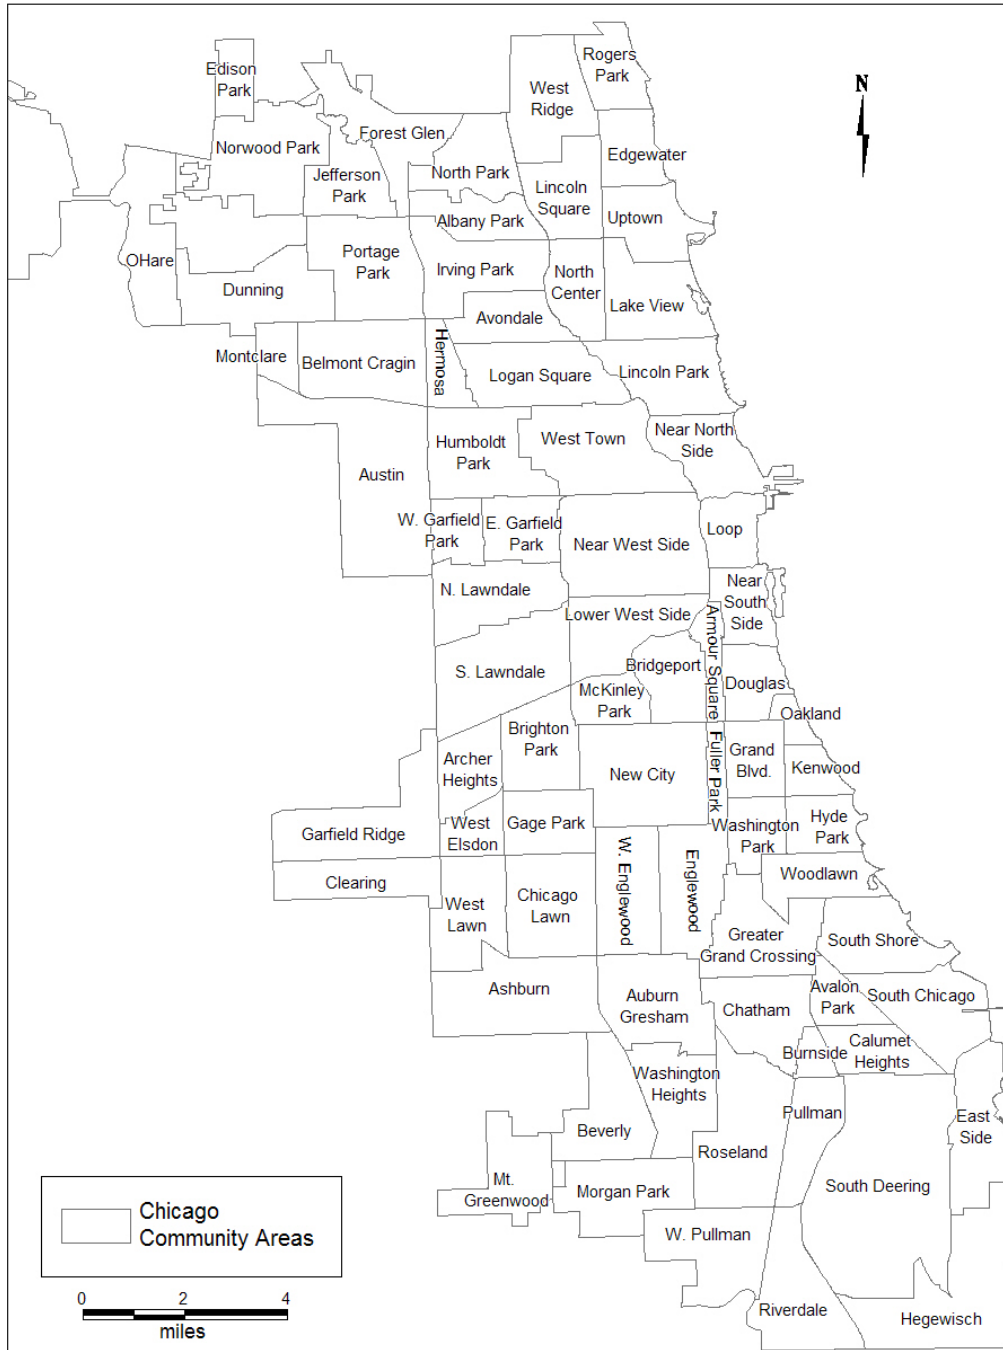 Rogers
Park
Edison
Park
West
Ridge
N
Forest Glen
Norwood Park
Edgewater
Jefferson
Park
North Park
Lincoln
Square
Albany Park
Uptown
Portage
Park
OHare
Irving Park
North
Center
Dunning
Lake View
Avondale
Montclare
Belmont Cragin
Hermosa
Logan Square
Lincoln Park
Humboldt
Park
West Town
Near North
Side
Austin
W. Garfield
Park
E. Garfield
Park
Near West Side
Loop
N. Lawndale
Near
South
Side
Lower West Side
Armour Square
Bridgeport
S. Lawndale
McKinley
Park
Douglas
Oakland
Brighton
Park
Archer
Heights
New City
Fuller Park
Grand
Blvd.
Kenwood
Garfield Ridge
West
Elsdon
Gage Park
Washington
Park
Hyde
Park
Clearing
Woodlawn
West
Lawn
Chicago
Lawn
W. Englewood
Englewood
Greater
Grand Crossing
South Shore
Ashburn
Auburn
Gresham
Chatham
Avalon
Park
South Chicago
Burnside
Calumet
Heights
Washington
Heights
Pullman
East
Side
Beverly
Roseland
Mt.
Greenwood
Morgan Park
South Deering
W. Pullman
Riverdale
Hegewisch
Chicago
Community Areas
0 2 4
miles